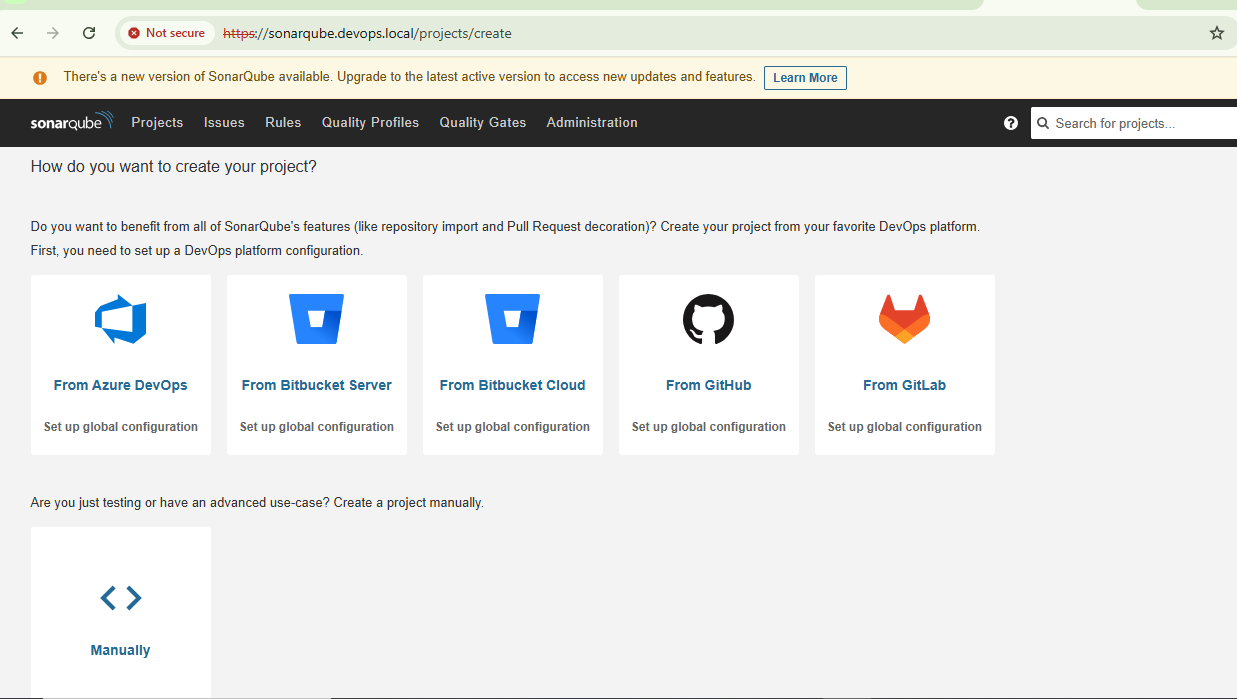 Not secure https://sonarqube.devops.local/projects/create
There's a new version of SonarQube available. Upgrade to the latest active version to access new updates and features. Learn More
sonarqube Projects Issues Rules Quality Profiles Quality Gates Administration ? Search for projects...
How do you want to create your project?
Do you want to benefit from all of SonarQube's features (like repository import and Pull Request decoration)? Create your project from your favorite DevOps platform.
First, you need to set up a DevOps platform configuration.
From Azure DevOps From Bitbucket Server From Bitbucket Cloud From GitHub From GitLab
Set up global configuration Set up global configuration Set up global configuration Set up global configuration Set up global configuration
Are you just testing or have an advanced use-case? Create a project manually.
Manually